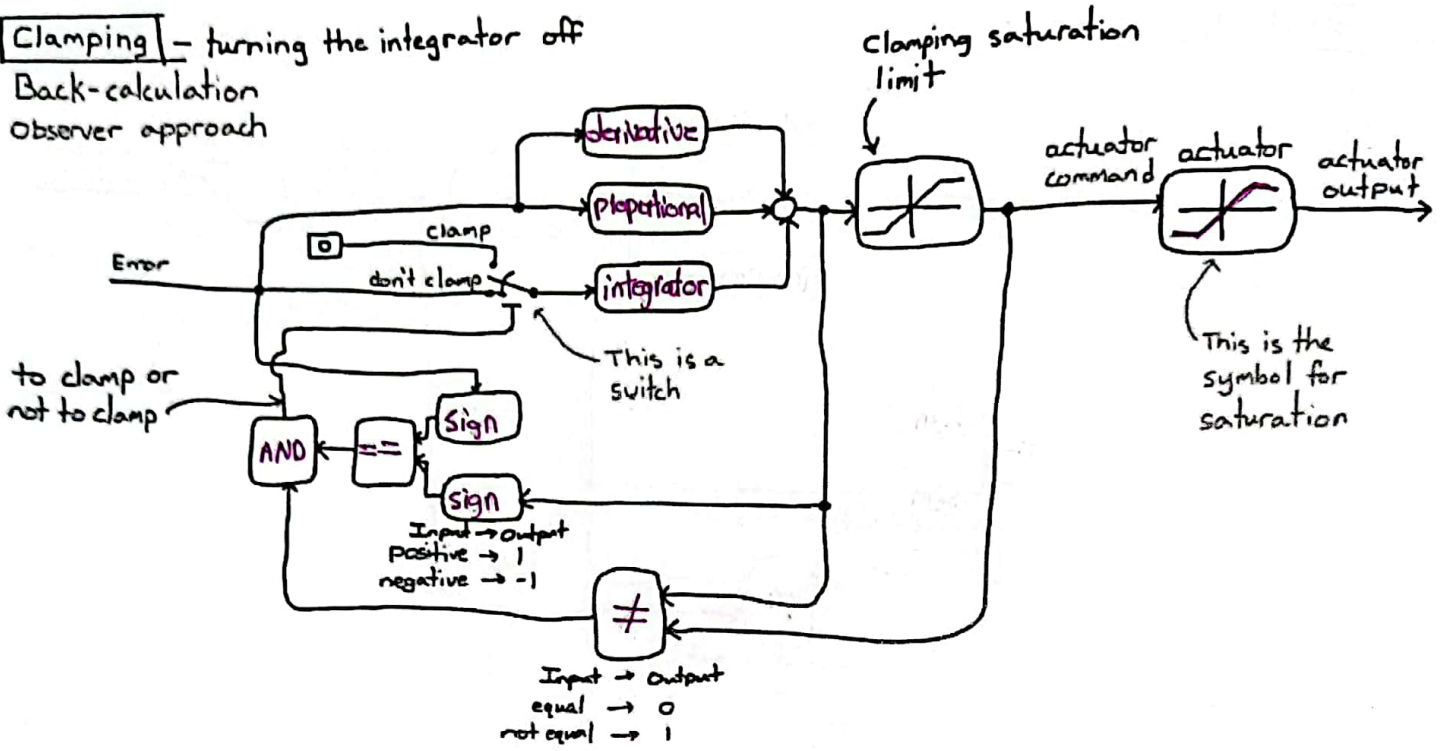 Clamping – turning the integrator off
Back-calculation
observer approach
Clamping saturation
limit
derivative
proportional
integrator
clamp
0
don't clamp
Error
actuator
command
actuator
actuator
output
This is a
switch
This is the
symbol for
saturation
to clamp or
not to clamp
AND
==
sign
sign
Input → output
positive → 1
negative → -1
≠
Input → output
equal → 0
not equal → 1